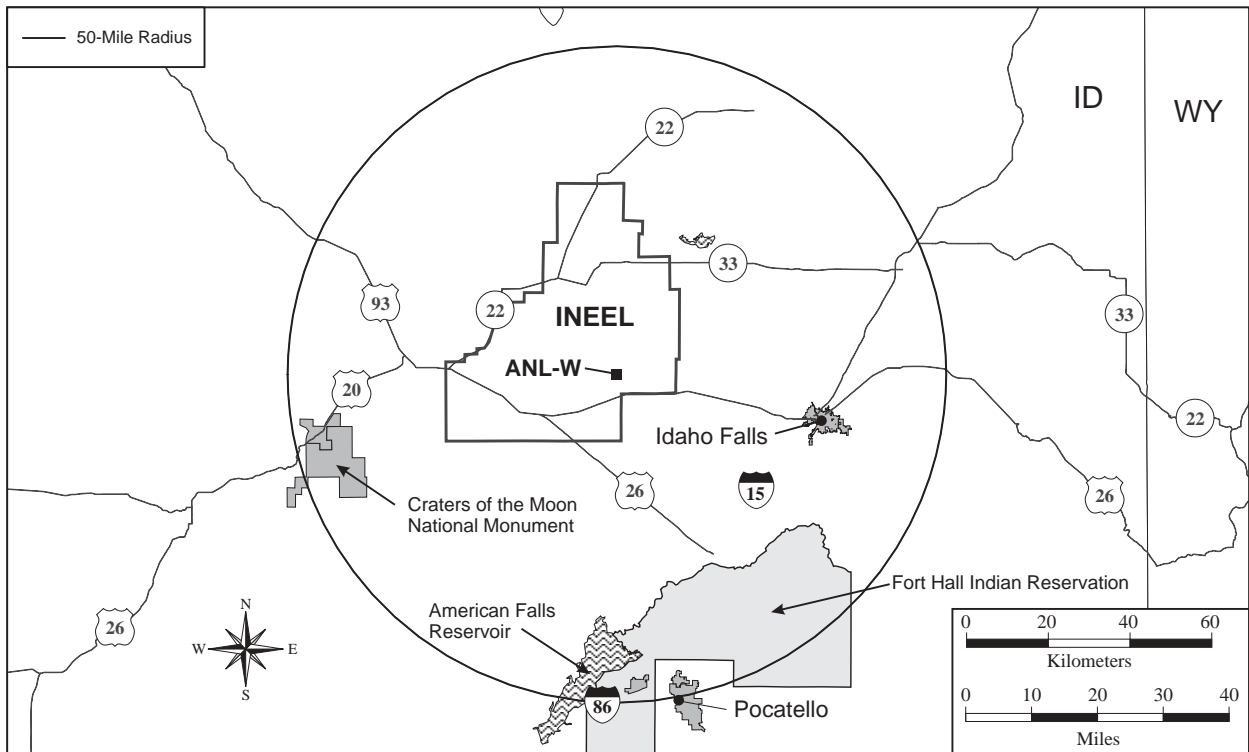 50-Mile Radius
ID
WY
22
33
93
22
INEEL
33
ANL-W
20
22
Idaho Falls
26
15
26
Craters of the Moon
National Monument
Fort Hall Indian Reservation
American Falls
Reservoir
26
N
W
E
S
86
Pocatello
0
20
40
60
Kilometers
0
10
20
30
40
Miles